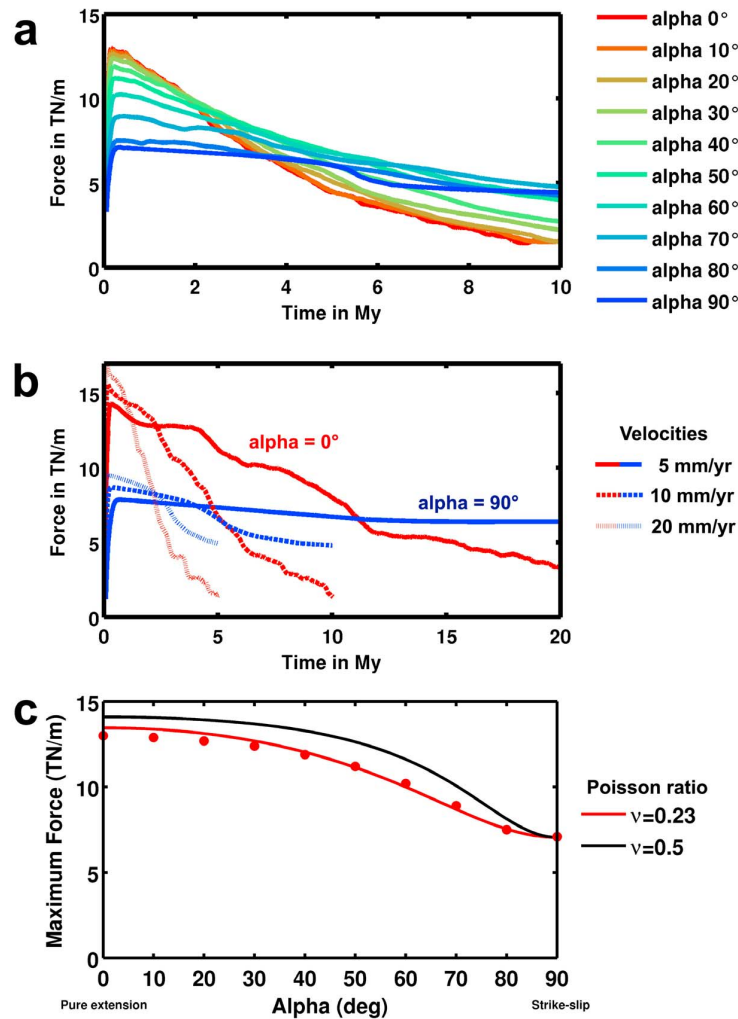 a
15
10
5
0
Force in TN/m
0 2 4 6 8 10
Time in My
alpha 0°
alpha 10°
alpha 20°
alpha 30°
alpha 40°
alpha 50°
alpha 60°
alpha 70°
alpha 80°
alpha 90°
b
15
10
5
0
Force in TN/m
alpha = 0°
alpha = 90°
0 5 10 15 20
Time in My
Velocities
5 mm/yr
10 mm/yr
20 mm/yr
c
15
10
5
0
Maximum Force (TN/m)
0 10 20 30 40 50 60 70 80 90
Pure extension Alpha (deg) Strike-slip
Poisson ratio
ν=0.23
ν=0.5